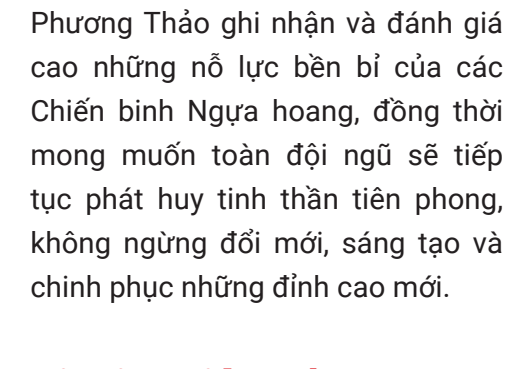 Phương Thảo ghi nhận và đánh giá
cao những nỗ lực bền bỉ của các
Chiến binh Ngựa hoang, đồng thời
mong muốn toàn đội ngũ sẽ tiếp
tục phát huy tinh thần tiên phong,
không ngừng đổi mới, sáng tạo và
chinh phục những đỉnh cao mới.